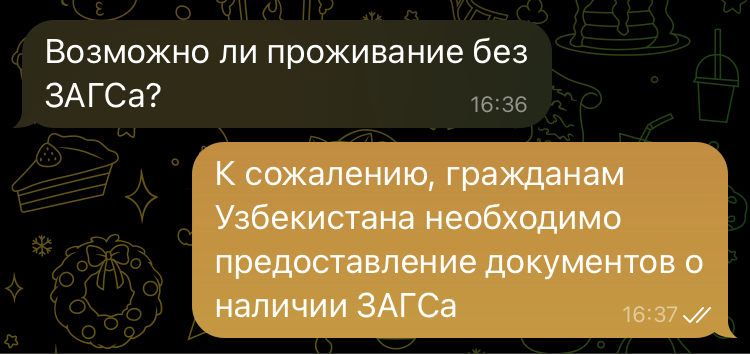 Возможно ли проживание без
ЗАГСа?
16:36
К сожалению, гражданам
Узбекистана необходимо
предоставление документов о
наличии ЗАГСа
16:37